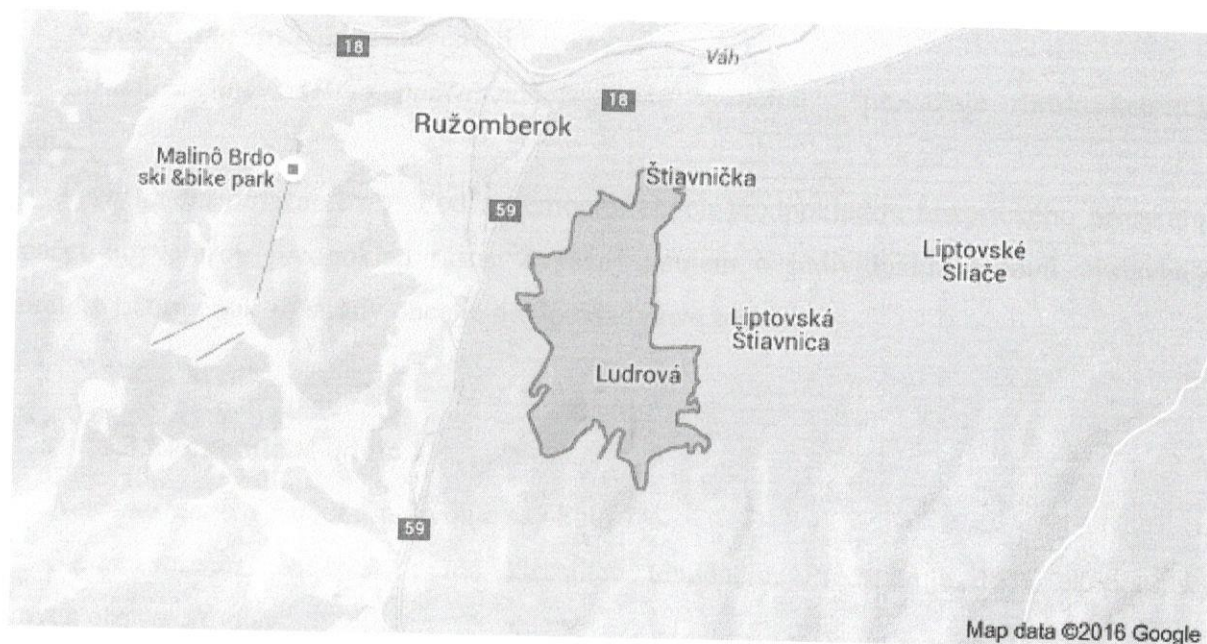 18
Váh
18
Ružomberok
Malinô Brdo
ski &bike park
Štiavnička
59
Liptovské
Sliače
Liptovská
Štiavnica
Ludrová
59
Map data ©2016 Google